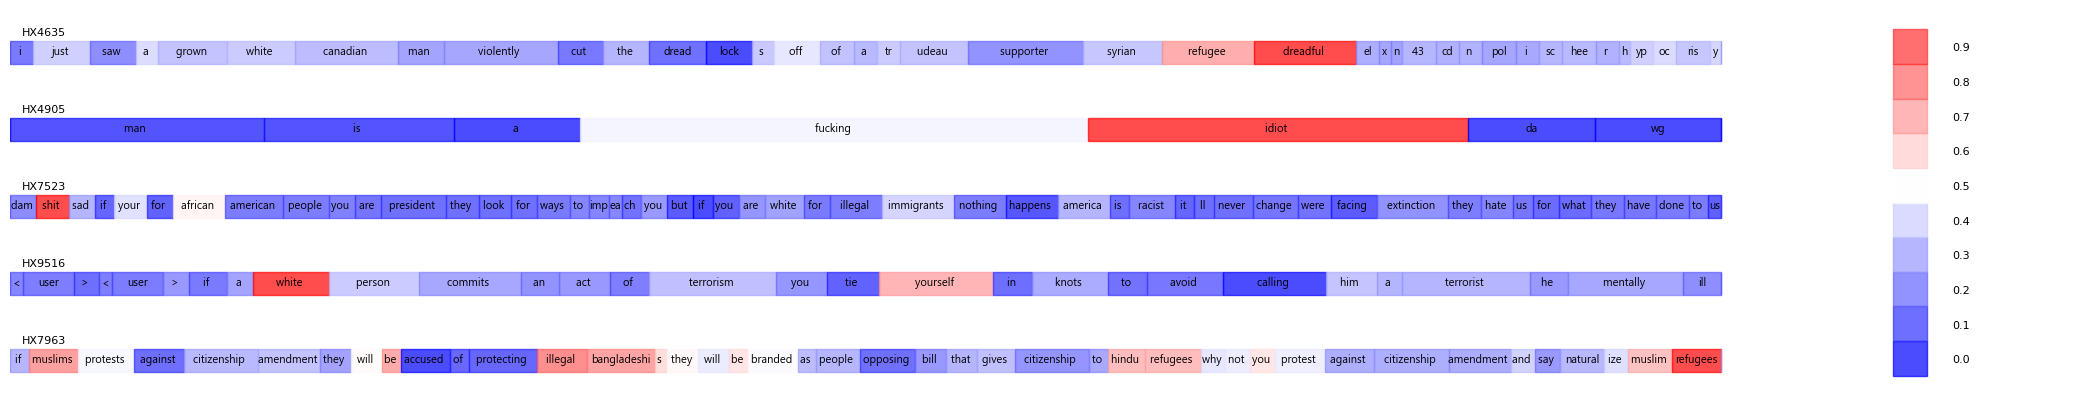 HX4635
i just saw a grown white canadian man violently cut the dread lock s off of a tr udeau supporter syrian refugee dreadful el x n 43 cd n pol i sc hee r h yp oc ris y
HX4905
man is a fucking idiot da wg
HX7523
dam shit sad if your for african american people you are president they look for ways to imp ea ch you but if you are white for illegal immigrants nothing happens america is racist it ll never change were facing extinction they hate us for what they have done to us
HX9516
< user > < user > if a white person commits an act of terrorism you tie yourself in knots to avoid calling him a terrorist he mentally ill
HX7963
if muslims protests against citizenship amendment they will be accused of protecting illegal bangladeshi s they will be branded as people opposing bill that gives citizenship to hindu refugees why not you protest against citizenship amendment and say natural ize muslim refugees
0.9
0.8
0.7
0.6
0.5
0.4
0.3
0.2
0.1
0.0